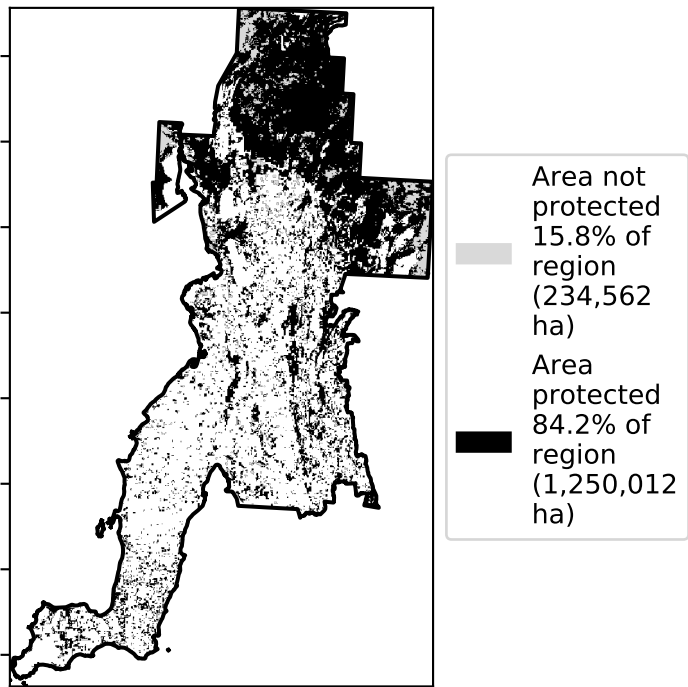 Area not
protected
15.8% of
region
(234,562
ha)
Area
protected
84.2% of
region
(1,250,012
ha)